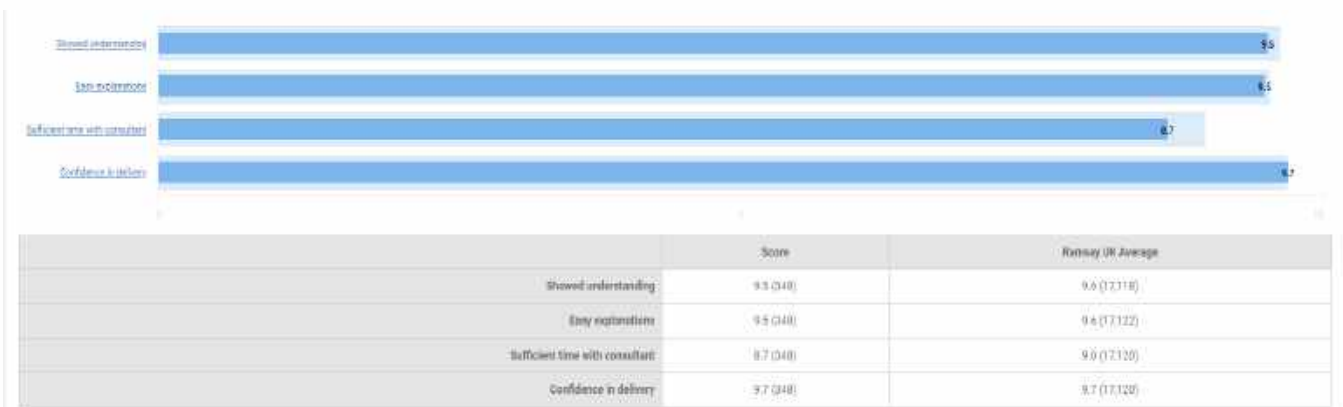 Showed understanding
9.5
Easy explanations
9.5
Sufficient time with consultant
8.7
Confidence in delivery
9.7
Score
Ramsay UK Average
Showed understanding
9.5 (348)
9.6 (17,118)
Easy explanations
9.5 (348)
9.6 (17,122)
Sufficient time with consultant
8.7 (348)
9.0 (17,120)
Confidence in delivery
9.7 (348)
9.7 (17,120)